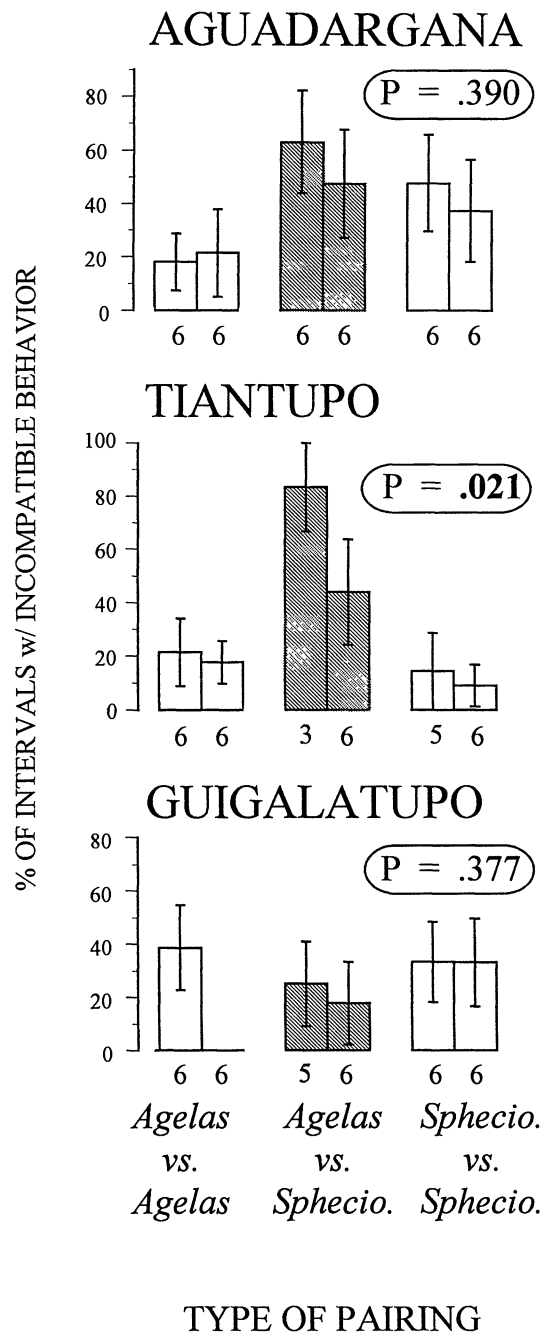 AGUADARGANA
P = .390
80
60
40
20
0
6 6 6 6 6 6
TIANTUPO
P = .021
100
80
60
40
20
0
6 6 3 6 5 6
GUIGALATUPO
P = .377
80
60
40
20
0
6 6 5 6 6 6
Agelas Agelas Sphecio.
vs. vs. vs.
Agelas Sphecio. Sphecio.
TYPE OF PAIRING
% OF INTERVALS w/ INCOMPATIBLE BEHAVIOR